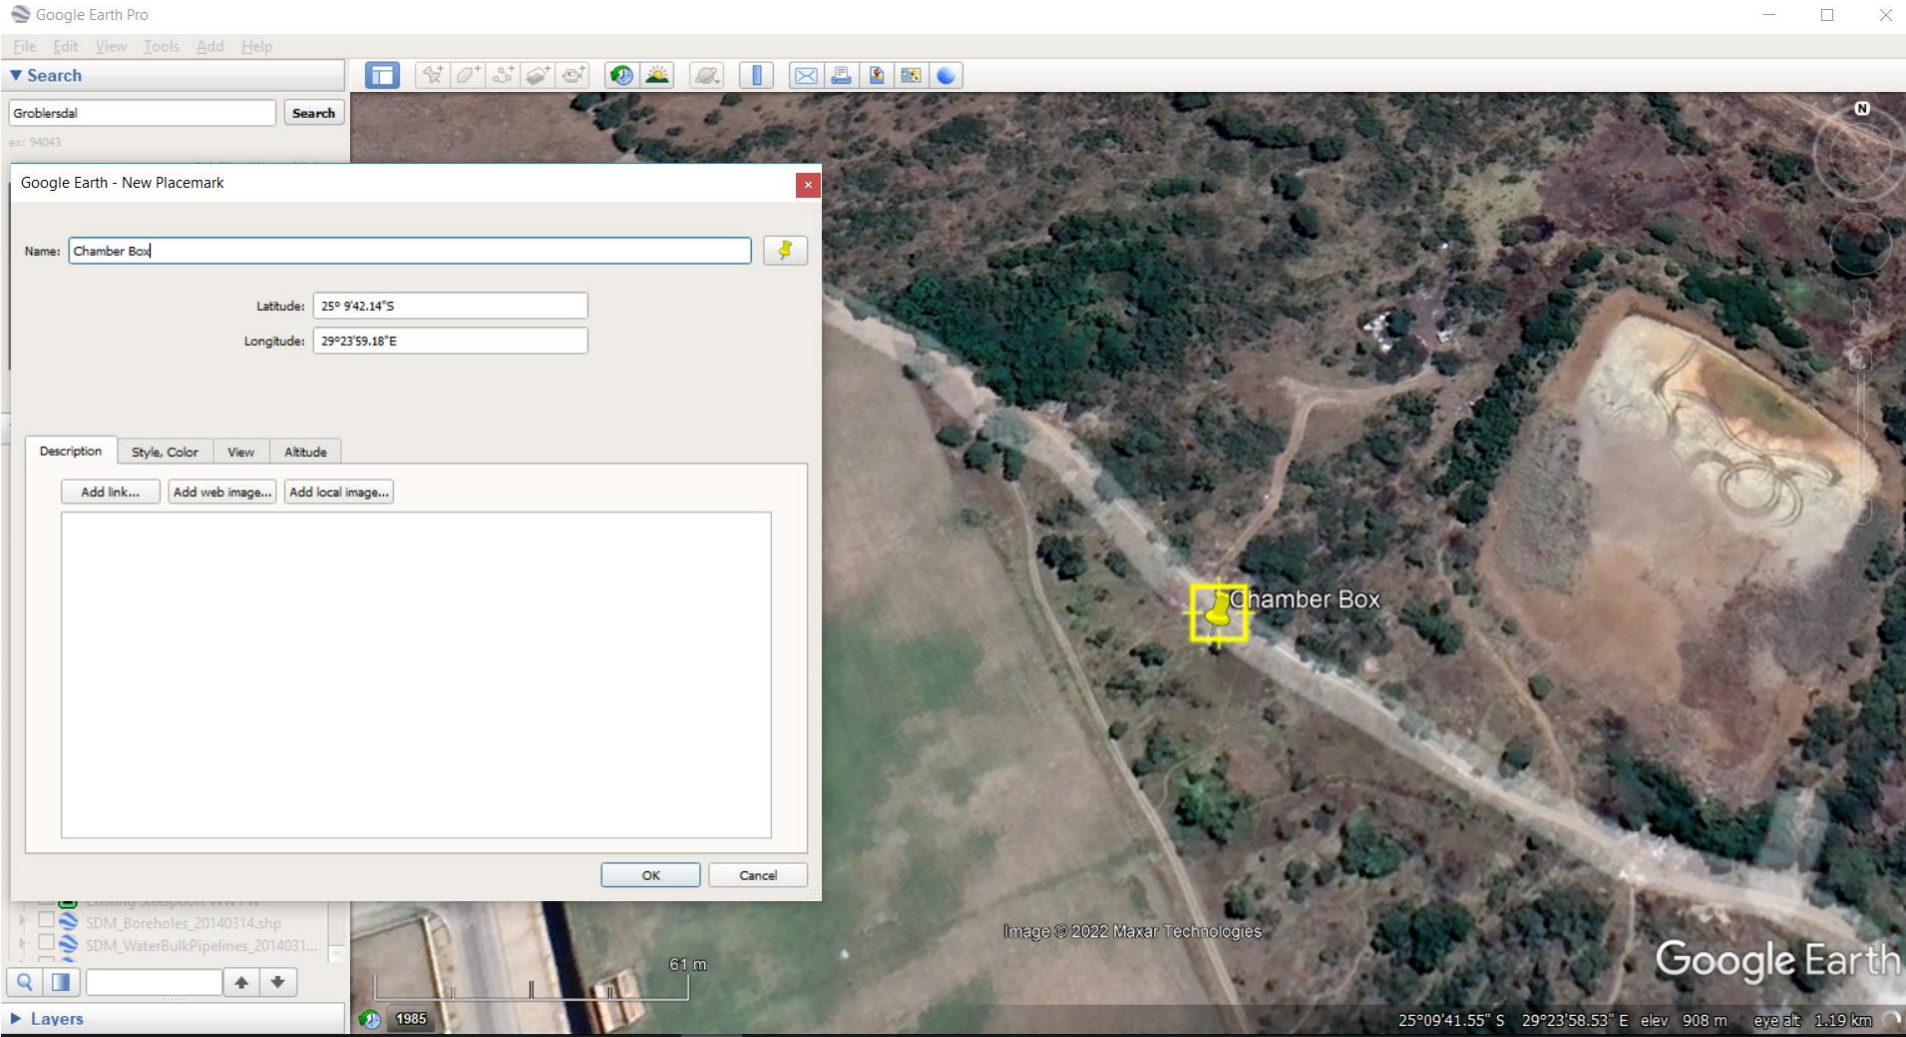 Google Earth Pro
File Edit View Tools Add Help
Search
Groblersdal Search
ex: 94043
N
Google Earth - New Placemark
Name: Chamber Box
Latitude: 25° 9'42.14"S
Longitude: 29°23'59.18"E
Description Style, Color View Altitude
Add link... Add web image... Add local image...
Chamber Box
OK Cancel
Existing Steelpoort WWTW
SDM_Boreholes_20140314.shp
SDM_WaterBulkPipelines_2014031...
Image © 2022 Maxar Technologies
61 m
Google Earth
Layers
1985
25°09'41.55" S 29°23'58.53" E elev 908 m eye alt 1.19 km